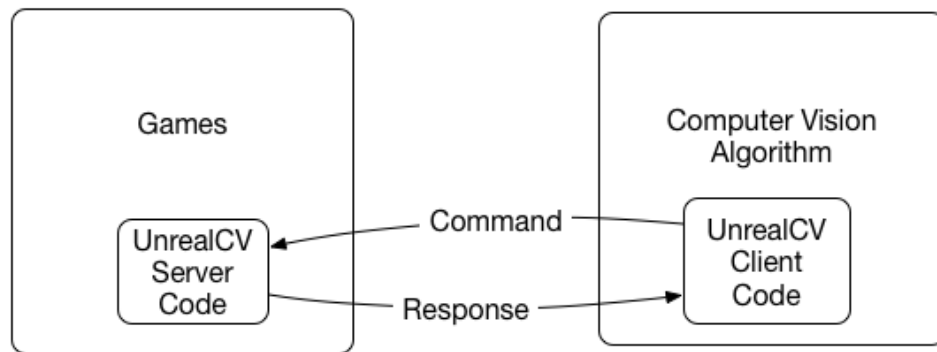 Games
Computer Vision
Algorithm
Command
UnrealCV
Server
Code
UnrealCV
Client
Code
Response